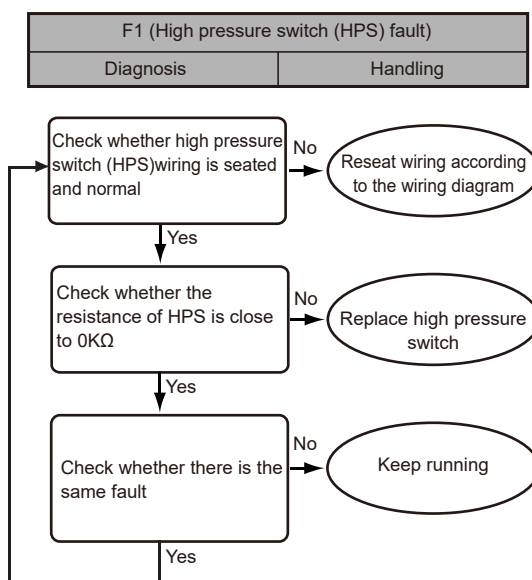 F1 (High pressure switch (HPS) fault)
Diagnosis
Handling
Check whether high pressure
switch (HPS)wiring is seated
and normal
No
Reseat wiring according
to the wiring diagram
Yes
Check whether the
resistance of HPS is close
to 0KΩ
No
Replace high pressure
switch
Yes
Check whether there is the
same fault
No
Keep running
Yes